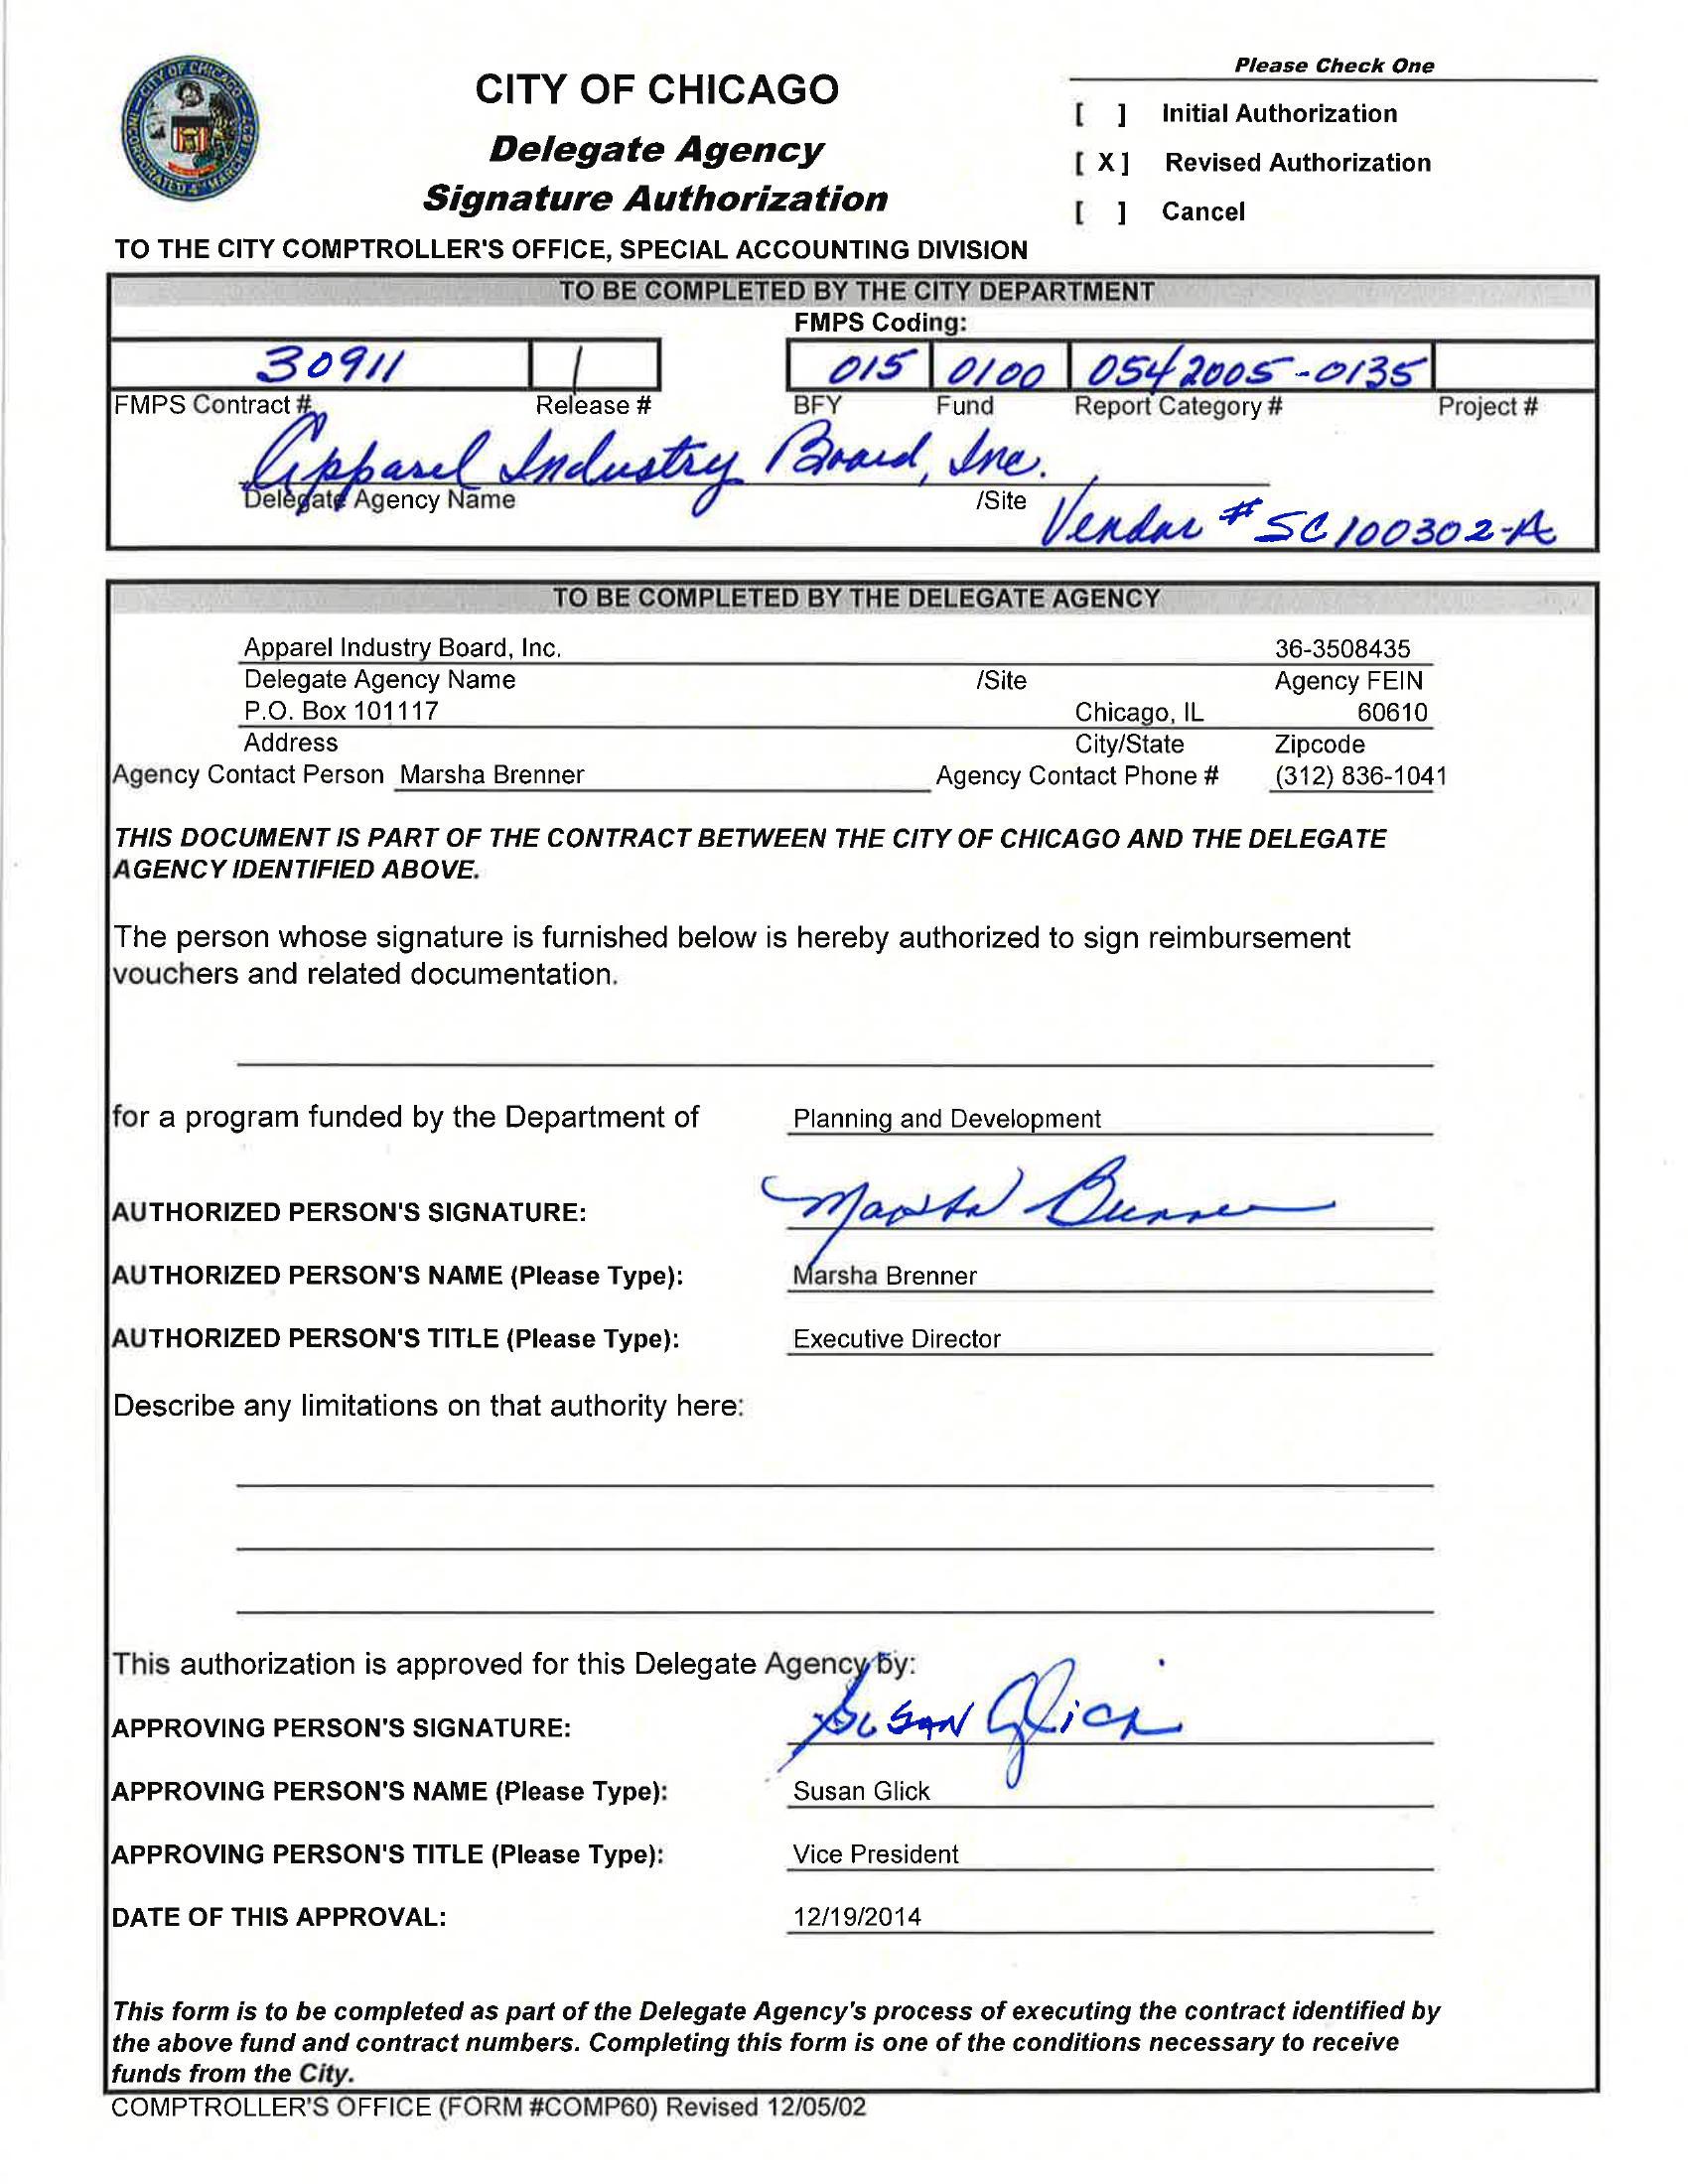 Please Check One
CITY OF CHICAGO
Delegate Agency
Signature Authorization
[ ] Initial Authorization
[ X ] Revised Authorization
[ ] Cancel
CITY OF CHICAGO INCORPORATED 4th MARCH 1837
TO THE CITY COMPTROLLER'S OFFICE, SPECIAL ACCOUNTING DIVISION
TO BE COMPLETED BY THE CITY DEPARTMENT
FMPS Coding:
30911 1 015 0100 0542005-0135
FMPS Contract # Release # BFY Fund Report Category # Project #
Apparel Industry Board, Inc.
Delegate Agency Name /Site
Vendor # SC100302-A
TO BE COMPLETED BY THE DELEGATE AGENCY
Apparel Industry Board, Inc. 36-3508435
Delegate Agency Name /Site Agency FEIN
P.O. Box 101117 Chicago, IL 60610
Address City/State Zipcode
Agency Contact Person Marsha Brenner Agency Contact Phone # (312) 836-1041
THIS DOCUMENT IS PART OF THE CONTRACT BETWEEN THE CITY OF CHICAGO AND THE DELEGATE
AGENCY IDENTIFIED ABOVE.
The person whose signature is furnished below is hereby authorized to sign reimbursement
vouchers and related documentation.
for a program funded by the Department of Planning and Development
AUTHORIZED PERSON'S SIGNATURE: Marsha Brenner
AUTHORIZED PERSON'S NAME (Please Type): Marsha Brenner
AUTHORIZED PERSON'S TITLE (Please Type): Executive Director
Describe any limitations on that authority here:
This authorization is approved for this Delegate Agency by:
APPROVING PERSON'S SIGNATURE: Susan Glick
APPROVING PERSON'S NAME (Please Type): Susan Glick
APPROVING PERSON'S TITLE (Please Type): Vice President
DATE OF THIS APPROVAL: 12/19/2014
This form is to be completed as part of the Delegate Agency's process of executing the contract identified by
the above fund and contract numbers. Completing this form is one of the conditions necessary to receive
funds from the City.
COMPTROLLER'S OFFICE (FORM #COMP60) Revised 12/05/02